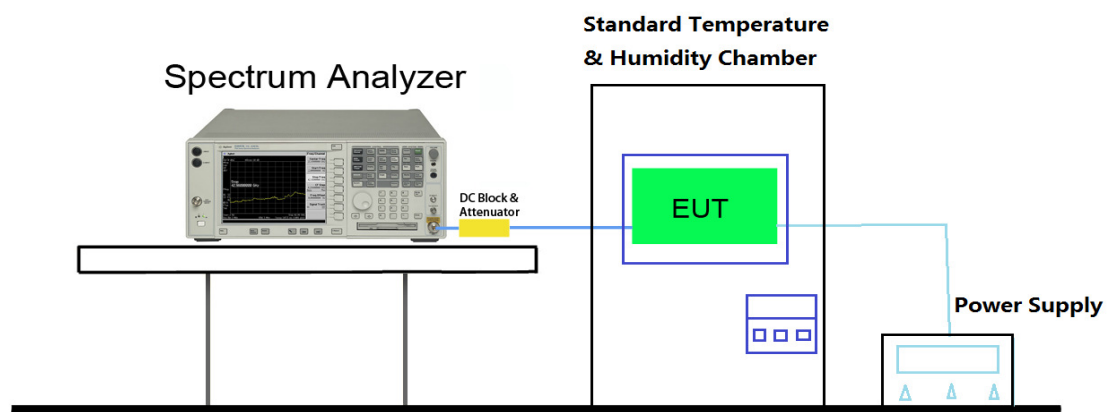 Standard Temperature
& Humidity Chamber
Spectrum Analyzer
DC Block &
Attenuator
EUT
Power Supply